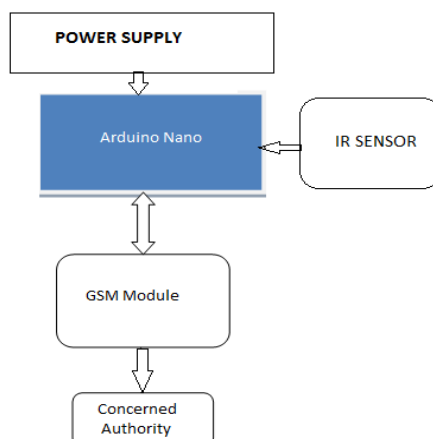 POWER SUPPLY
Arduino Nano
IR SENSOR
GSM Module
Concerned
Authority